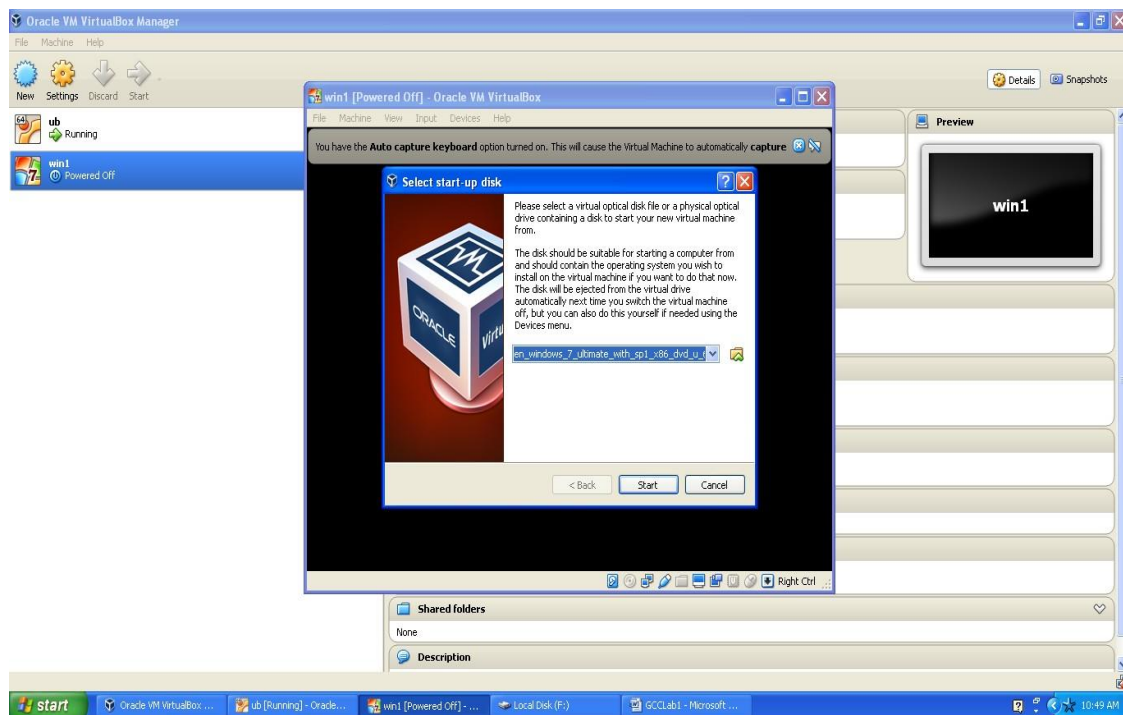 Oracle VM VirtualBox Manager
File Machine Help
New Settings Discard Start
Details Snapshots
64 ub
Running
7 win1
Powered Off
Preview
win1
win1 [Powered Off] - Oracle VM VirtualBox
File Machine View Input Devices Help
You have the Auto capture keyboard option turned on. This will cause the Virtual Machine to automatically capture
Select start-up disk
Please select a virtual optical disk file or a physical optical
drive containing a disk to start your new virtual machine
from.
The disk should be suitable for starting a computer from
and should contain the operating system you wish to
install on the virtual machine if you want to do that now.
The disk will be ejected from the virtual drive
automatically next time you switch the virtual machine
off, but you can also do this yourself if needed using the
Devices menu.
ORACLE
Virtu
en_windows_7_ultimate_with_sp1_x86_dvd_u_6
< Back Start Cancel
Right Ctrl
Shared folders
None
Description
start Oracle VM VirtualBox ... ub [Running] - Oracle... win1 [Powered Off] - ... Local Disk (F:) GCCLab1 - Microsoft ... 10:49 AM